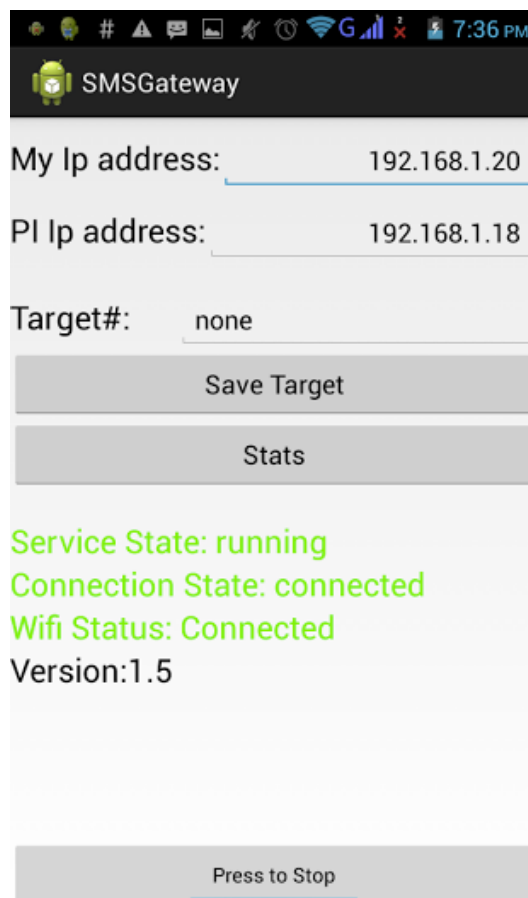 # G 2 7:36 PM
SMSGateway
My Ip address: 192.168.1.20
PI Ip address: 192.168.1.18
Target#: none
Save Target
Stats
Service State: running
Connection State: connected
Wifi Status: Connected
Version:1.5
Press to Stop